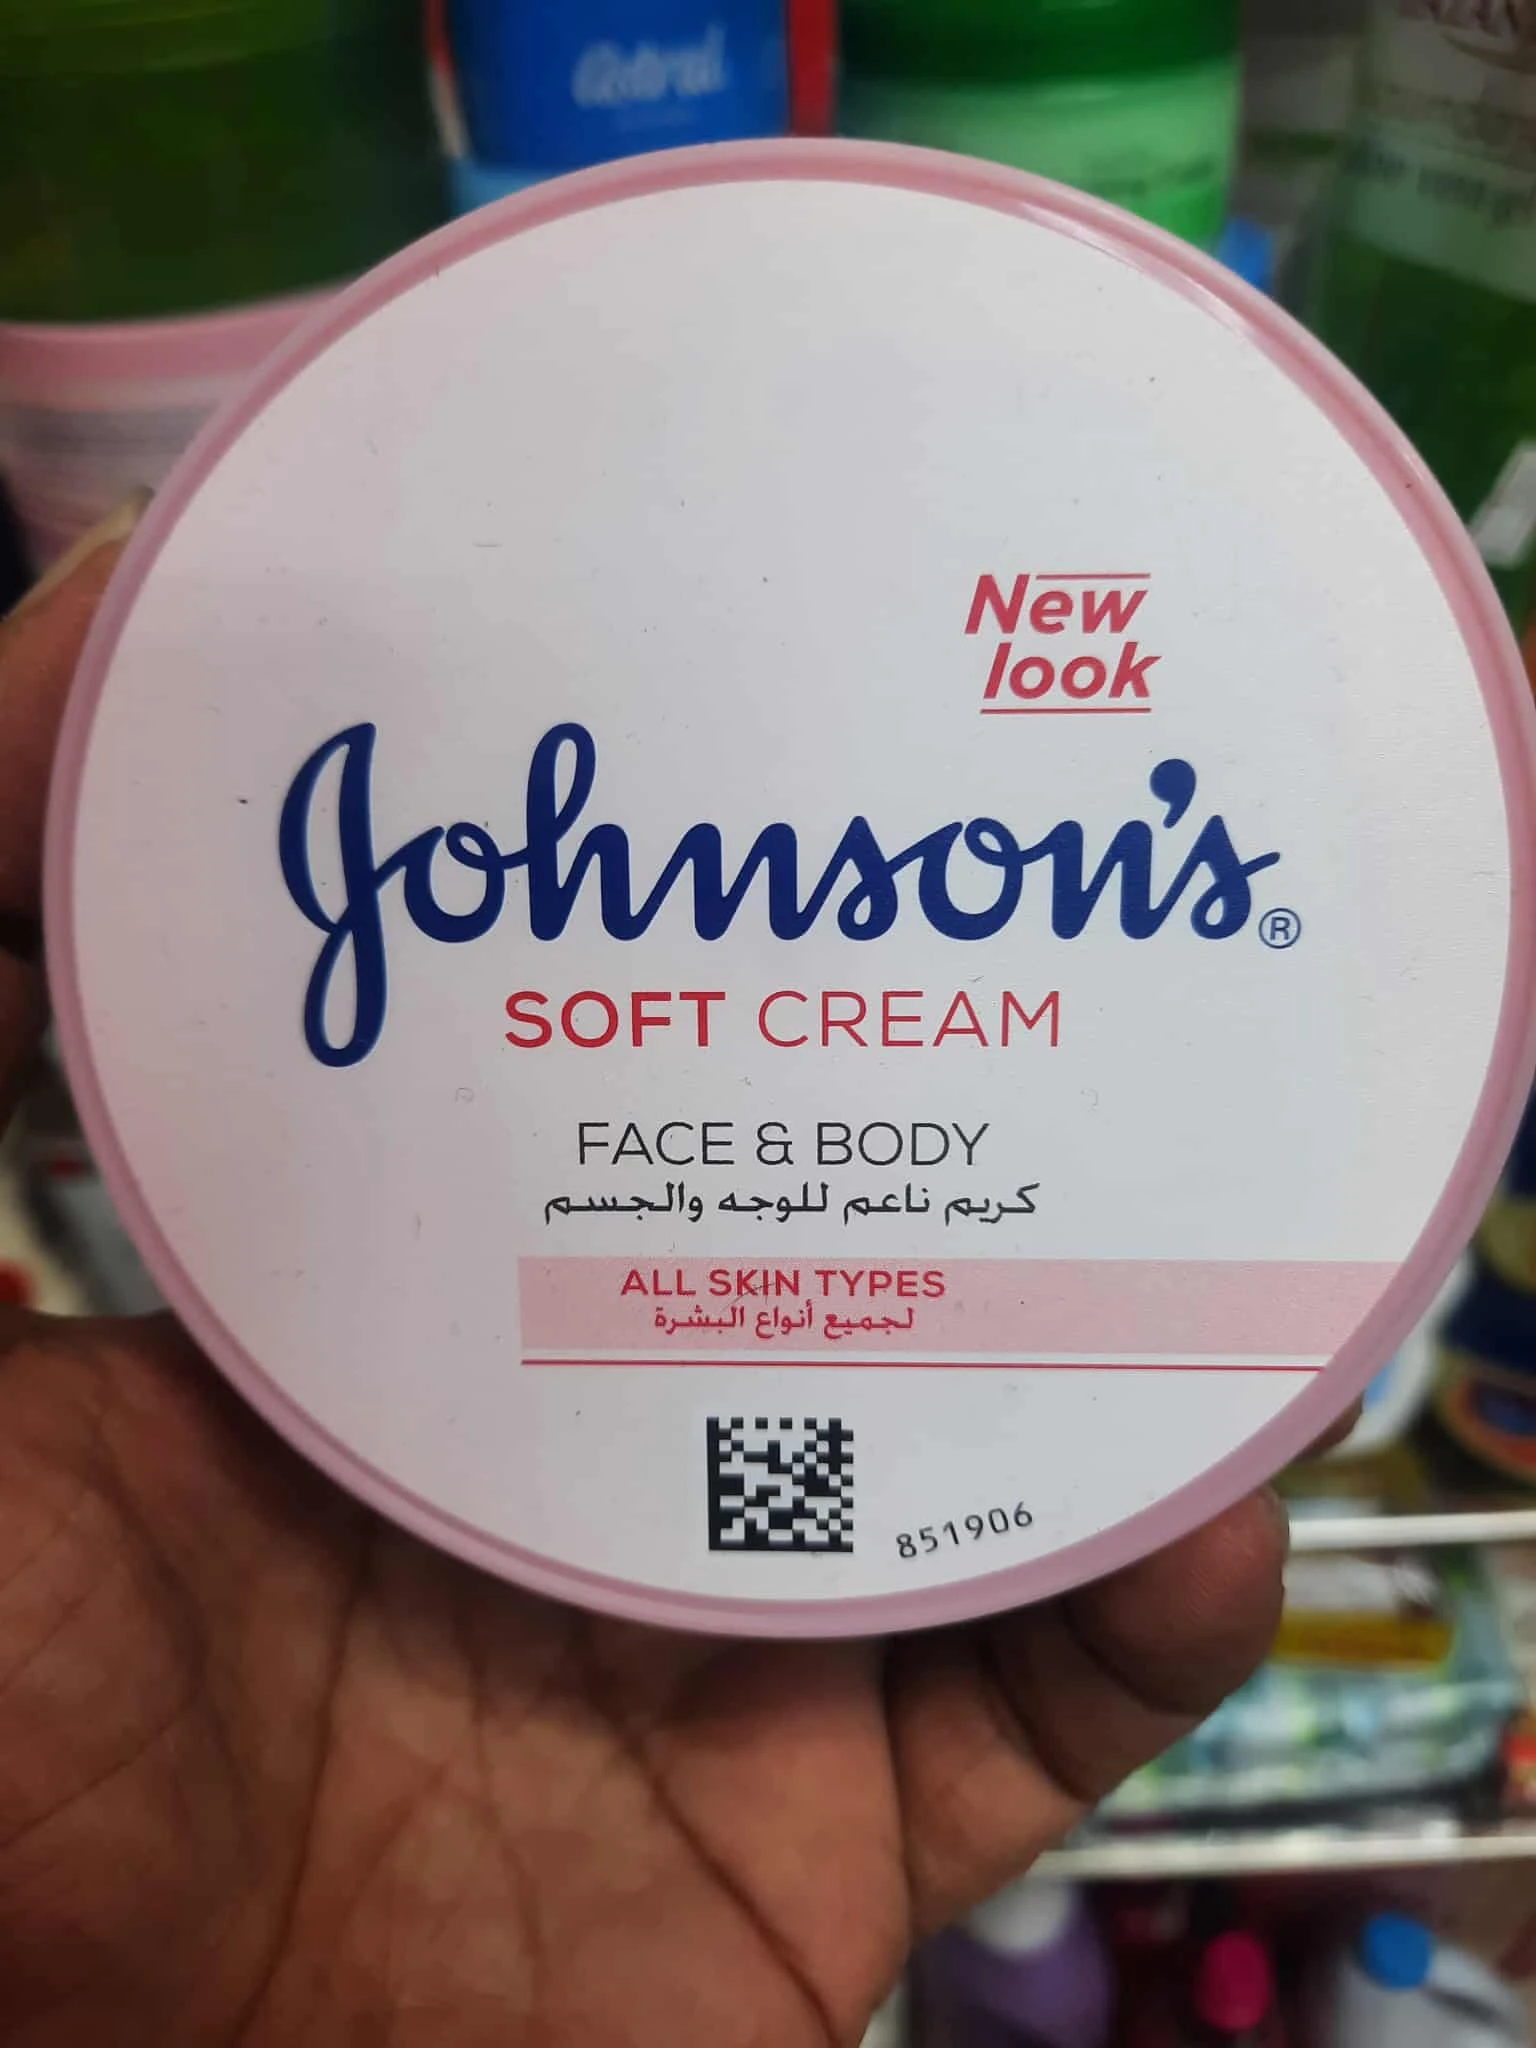 New
look
Johnson's®
SOFT CREAM
FACE & BODY
كريم ناعم للوجه والجسم
ALL SKIN TYPES
لجميع أنواع البشرة
851906